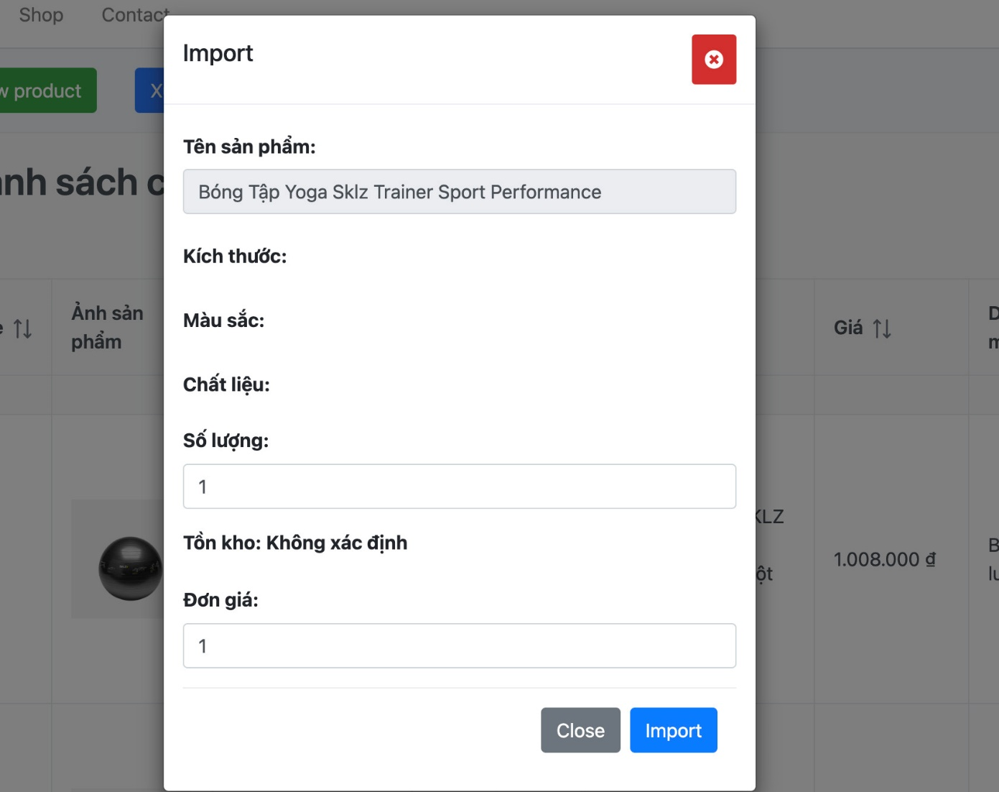 Shop
Contact
Import
w product
X
Tên sản phẩm:
Bóng Tập Yoga Sklz Trainer Sport Performance
nh sách c
Kích thước:
Màu sắc:
Chất liệu:
Số lượng:
1
Tồn kho: Không xác định
Đơn giá:
1
Close
Import
Ảnh sản
phẩm
Giá
KLZ
ột
1.008.000 ₫